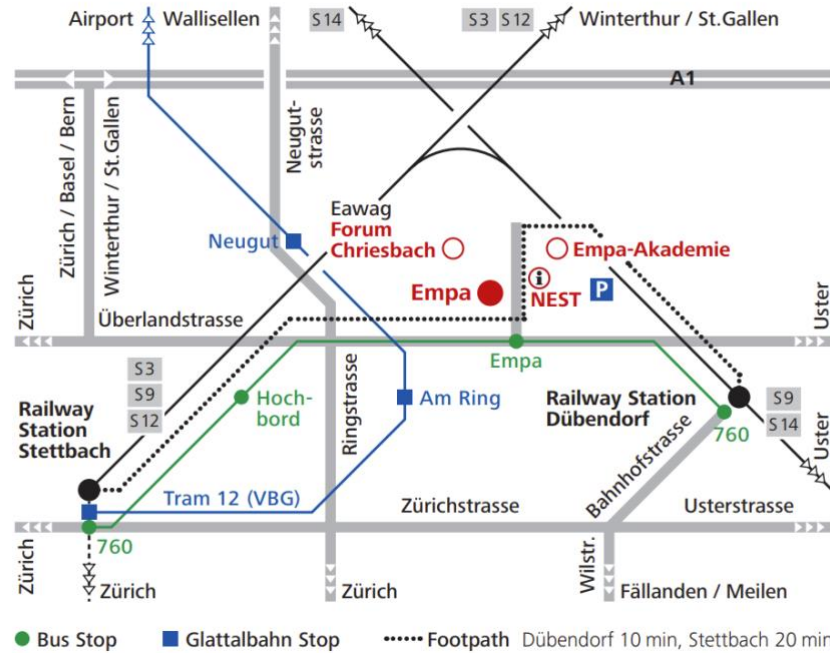 Airport
Wallisellen
S14
S3 S12
Winterthur / St.Gallen
A1
Zürich / Basel / Bern
Winterthur / St.Gallen
Neugut-
strasse
Eawag
Forum
Chriesbach
Neugut
Empa-Akademie
Empa
i
NEST
P
Zürich
Überlandstrasse
Uster
Empa
S3
S9
S12
Hoch-
bord
Ringstrasse
Am Ring
Railway Station
Dübendorf
S9
S14
Railway
Station
Stettbach
760
Uster
Bahnhofstrasse
Tram 12 (VBG)
Zürichstrasse
Usterstrasse
760
Zürich
Zürich
Zürich
Wilstr.
Fällanden / Meilen
Bus Stop
Glattalbahn Stop
Footpath Dübendorf 10 min, Stettbach 20 min